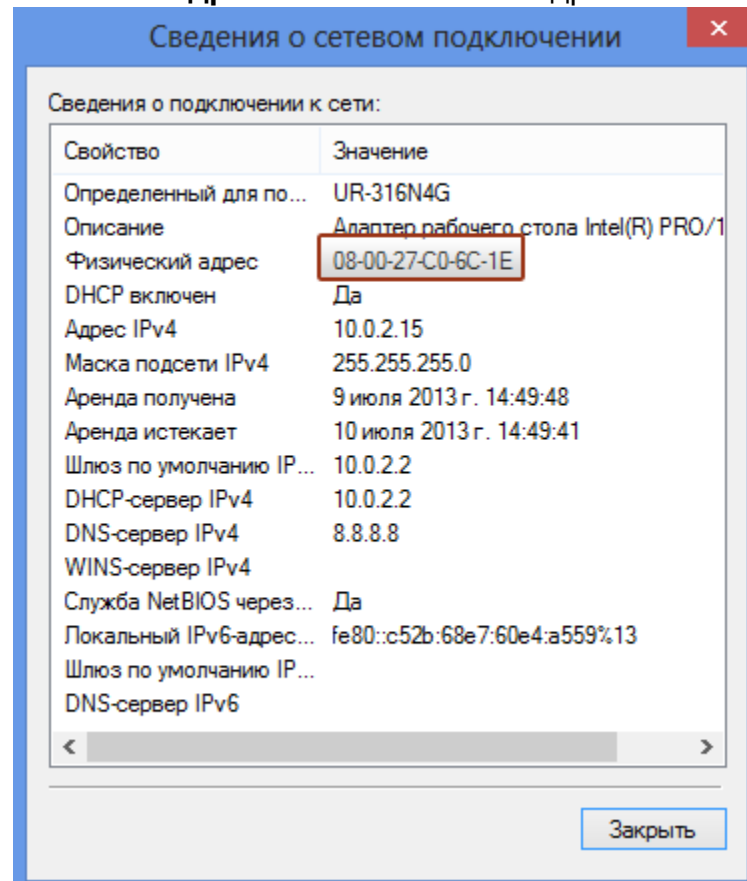 Сведения о сетевом подключении
Сведения о подключении к сети:
Свойство Значение
Определенный для по... UR-316N4G
Описание Адаптер рабочего стола Intel(R) PRO/1
Физический адрес 08-00-27-C0-6C-1E
DHCP включен Да
Адрес IPv4 10.0.2.15
Маска подсети IPv4 255.255.255.0
Аренда получена 9 июля 2013 г. 14:49:48
Аренда истекает 10 июля 2013 г. 14:49:41
Шлюз по умолчанию IP... 10.0.2.2
DHCP-сервер IPv4 10.0.2.2
DNS-сервер IPv4 8.8.8.8
WINS-сервер IPv4
Служба NetBIOS через... Да
Локальный IPv6-адрес... fe80::c52b:68e7:60e4:a559%13
Шлюз по умолчанию IP...
DNS-сервер IPv6
Закрыть